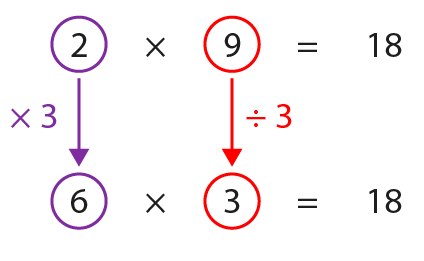 2 × 9 = 18
× 3 ÷ 3
6 × 3 = 18